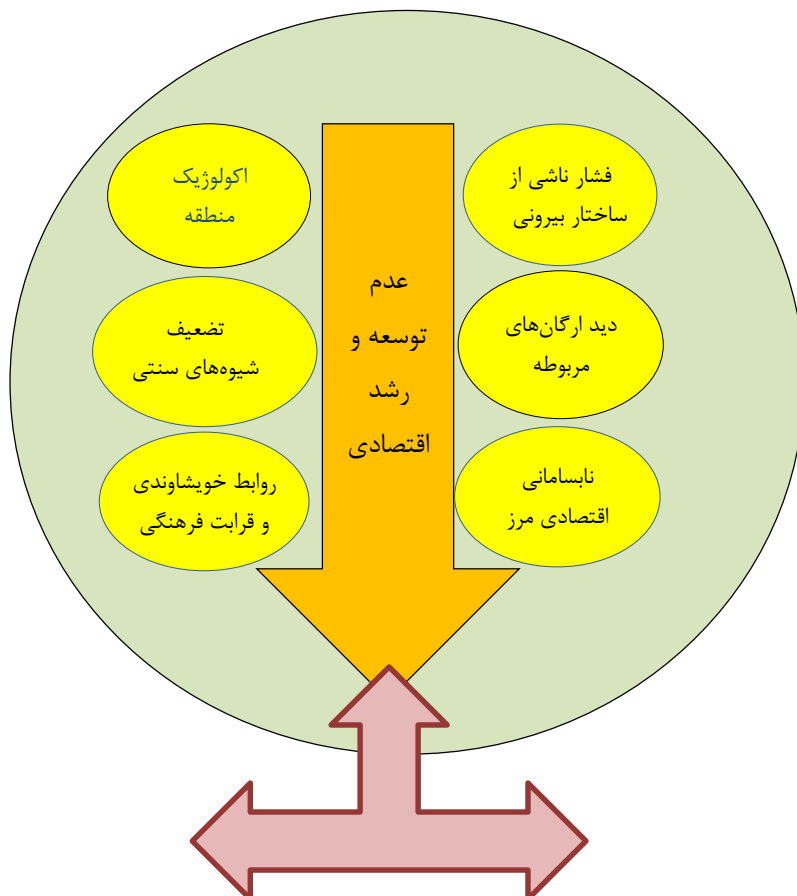 فشار ناشی از
ساختار بیرونی
دید ارگان‌های
مربوطه
نابسامانی
اقتصادی مرز
عدم
توسعه و
رشد
اقتصادی
اکولوژیک
منطقه
تضعیف
شیوه‌های سنتی
روابط خویشاوندی
و قرابت فرهنگی